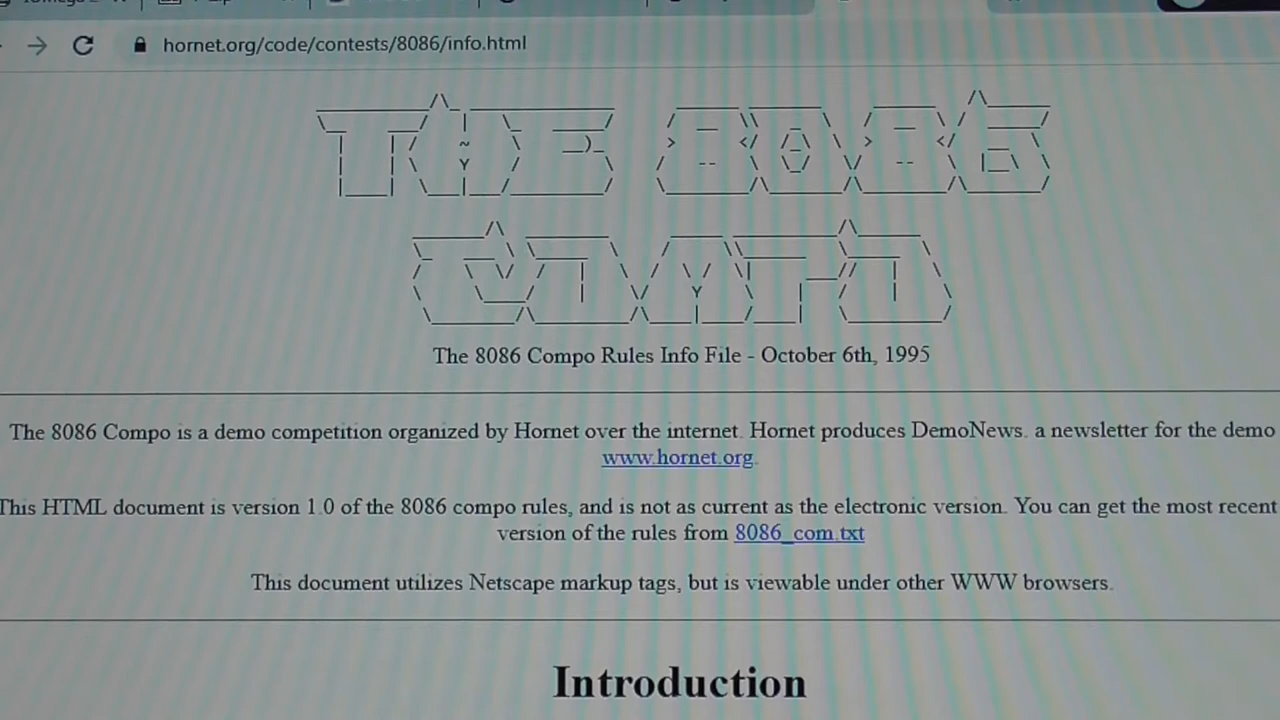 hornet.org/code/contests/8086/info.html
THE 8086
COMPO
The 8086 Compo Rules Info File - October 6th, 1995
The 8086 Compo is a demo competition organized by Hornet over the internet. Hornet produces DemoNews, a newsletter for the demo
www.hornet.org.
This HTML document is version 1.0 of the 8086 compo rules, and is not as current as the electronic version. You can get the most recent
version of the rules from 8086_com.txt
This document utilizes Netscape markup tags, but is viewable under other WWW browsers.
Introduction